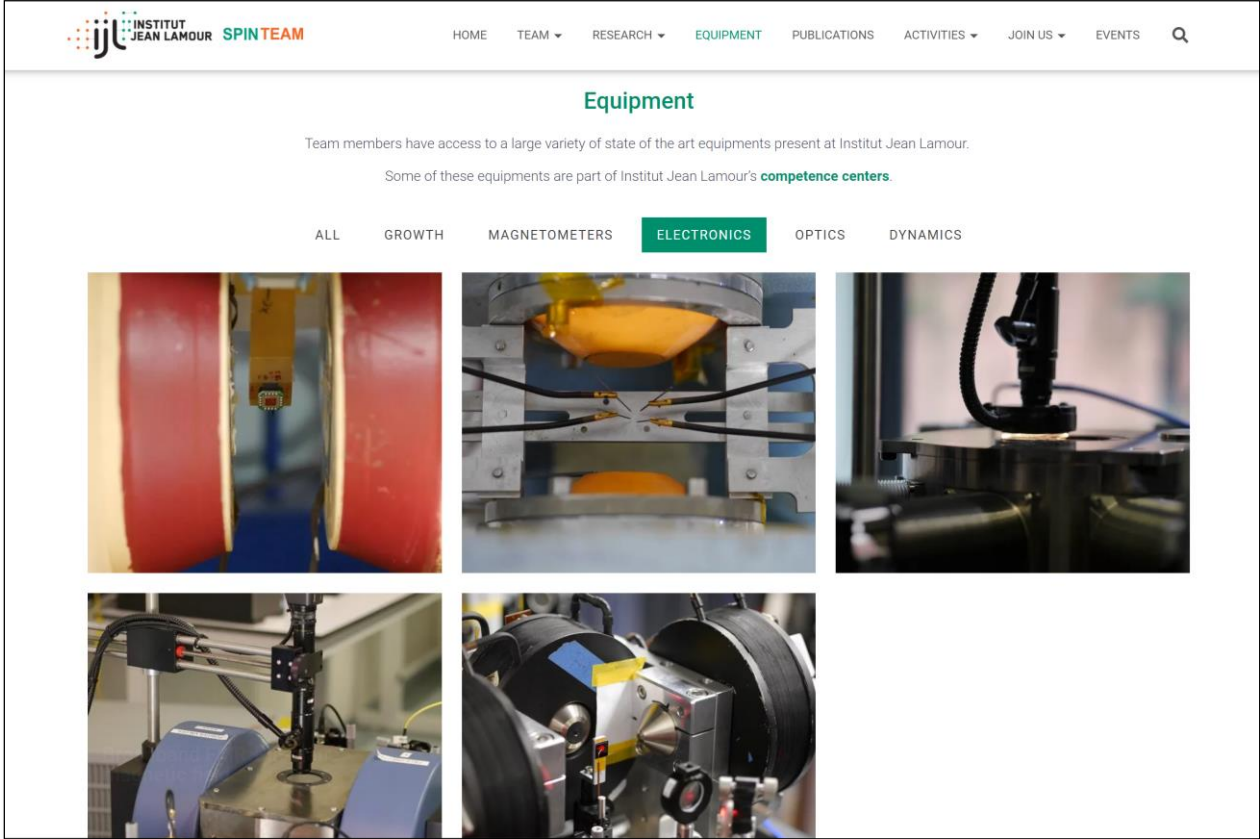 INSTITUT
JEAN LAMOUR
ijl
SPINTEAM
HOME TEAM RESEARCH EQUIPMENT PUBLICATIONS ACTIVITIES JOIN US EVENTS
Equipment
Team members have access to a large variety of state of the art equipments present at Institut Jean Lamour.
Some of these equipments are part of Institut Jean Lamour's competence centers.
ALL GROWTH MAGNETOMETERS ELECTRONICS OPTICS DYNAMICS